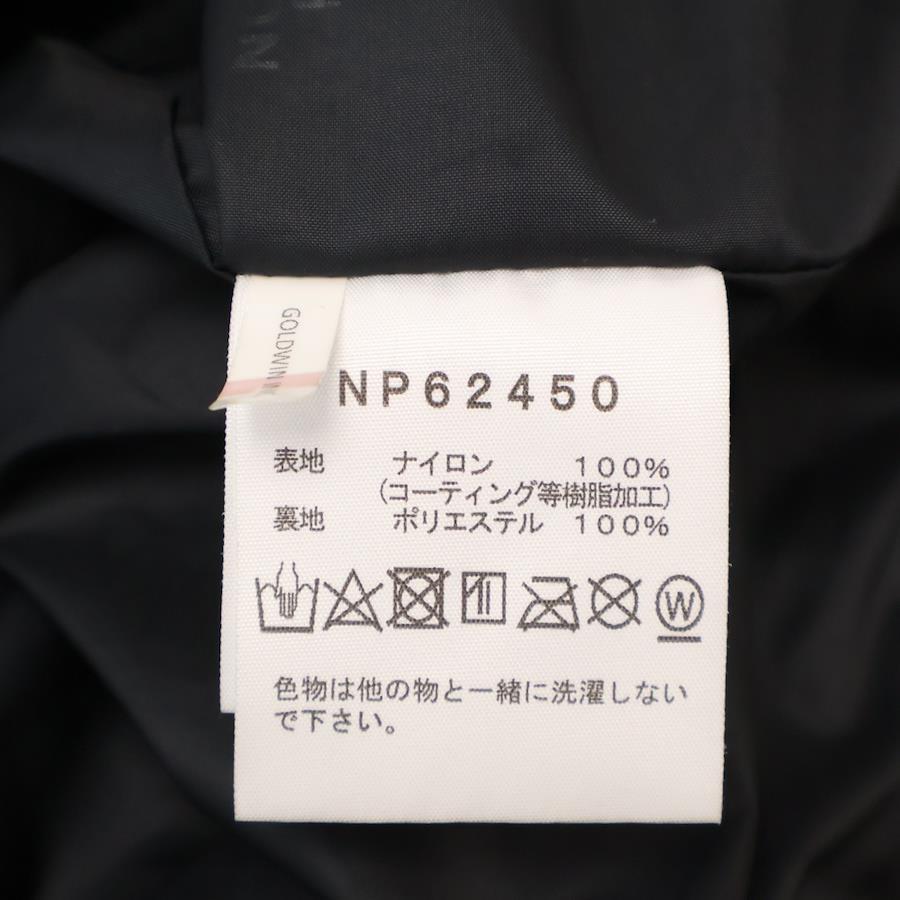 GOLDWIN
NP62450
表地 ナイロン 100%
(コーティング等樹脂加工)
裏地 ポリエステル 100%
W
色物は他の物と一緒に洗濯しない
で下さい。